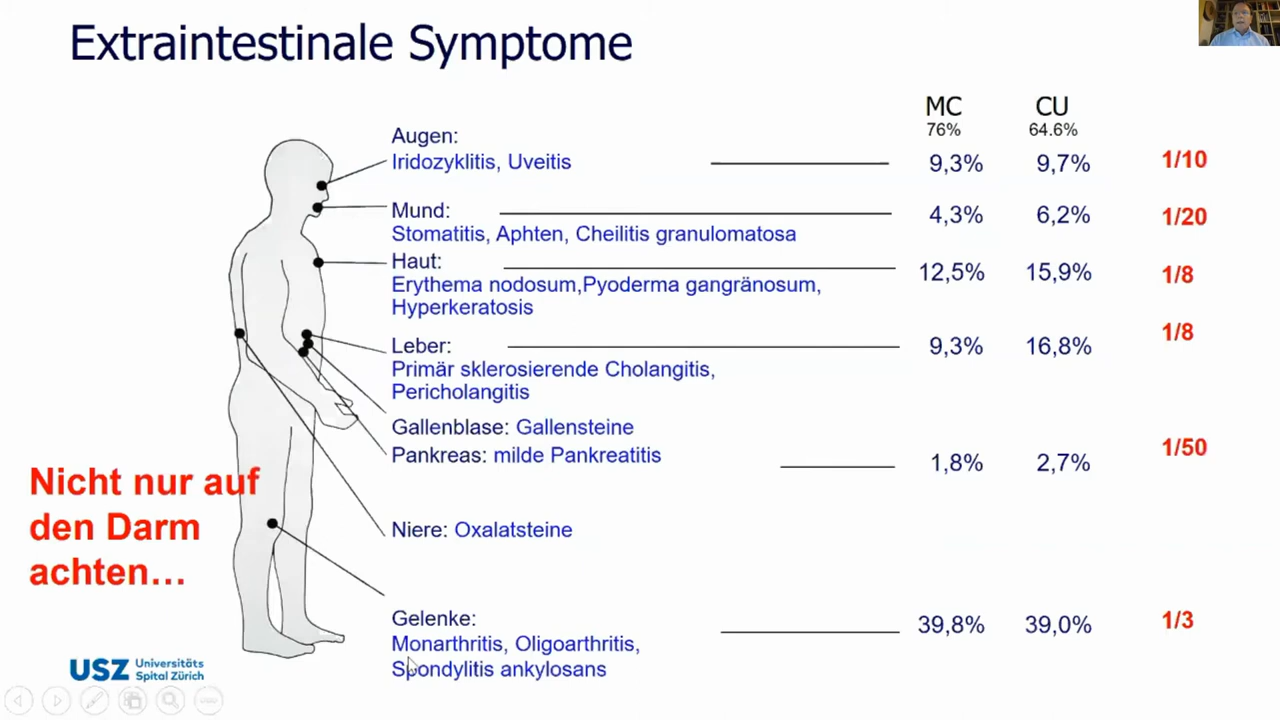 Extraintestinale Symptome
MC CU
76% 64.6%
Augen:
Iridozyklitis, Uveitis 9,3% 9,7% 1/10
Mund: 4,3% 6,2% 1/20
Stomatitis, Aphten, Cheilitis granulomatosa
Haut: 12,5% 15,9% 1/8
Erythema nodosum,Pyoderma gangränosum,
Hyperkeratosis
Leber: 9,3% 16,8% 1/8
Primär sklerosierende Cholangitis,
Pericholangitis
Gallenblase: Gallensteine
Pankreas: milde Pankreatitis 1,8% 2,7% 1/50
Nicht nur auf
den Darm
achten...
Niere: Oxalatsteine
Gelenke: 39,8% 39,0% 1/3
Monarthritis, Oligoarthritis,
Spondylitis ankylosans
USZ Universitäts
Spital Zürich